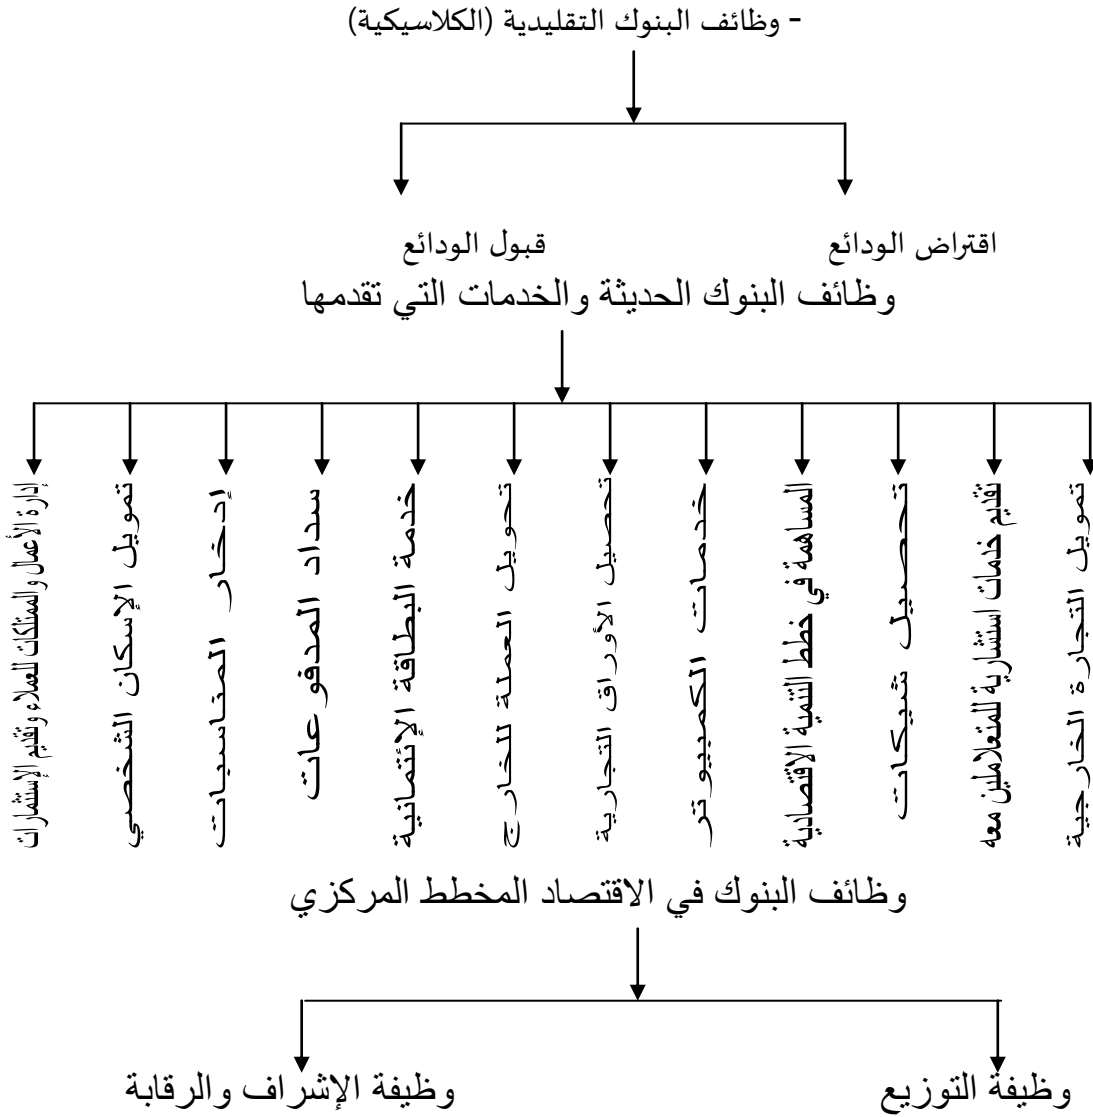 - وظائف البنوك التقليدية (الكلاسيكية)
اقتراض الودائع
قبول الودائع
وظائف البنوك الحديثة والخدمات التي تقدمها
تمويل التجارة الخارجية
تقديم خدمات استشارية للمتعلاملين معه
تحصيل شيكات
المساهمة في خطط التنمية الاقتصادية
خدمات الكمبيوتر
تحصيل الأوراق التجارية
تحويل العملة للخارج
خدمة البطاقة الإئتمانية
سداد المدفوعات
إدخار المناسبات
تمويل الإسكان الشخصي
إدارة الأعمال والممتلكات للعملاء وتقديم الإستثمارات
وظائف البنوك في الاقتصاد المخطط المركزي
وظيفة التوزيع
وظيفة الإشراف والرقابة